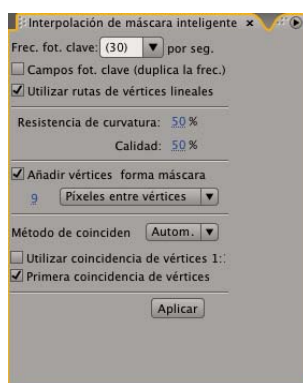 Interpolación de máscara inteligente
Frec. fot. clave: (30) por seg.
Campos fot. clave (duplica la frec.)
Utilizar rutas de vértices lineales
Resistencia de curvatura: 50 %
Calidad: 50 %
Añadir vértices forma máscara
9 Píxeles entre vértices
Método de coinciden Autom.
Utilizar coincidencia de vértices 1:
Primera coincidencia de vértices
Aplicar